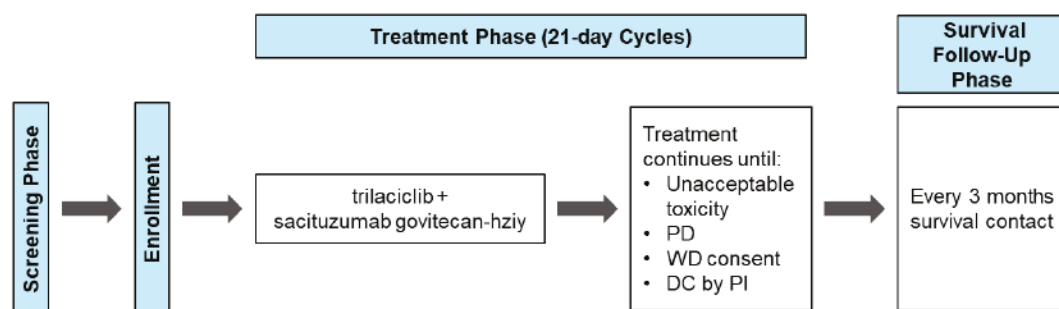 Treatment Phase (21-day Cycles)
Survival
Follow-Up
Phase
Screening Phase
Enrollment
trilaciclib +
sacituzumab govitecan-hziy
Treatment
continues until:
• Unacceptable
toxicity
• PD
• WD consent
• DC by PI
Every 3 months
survival contact